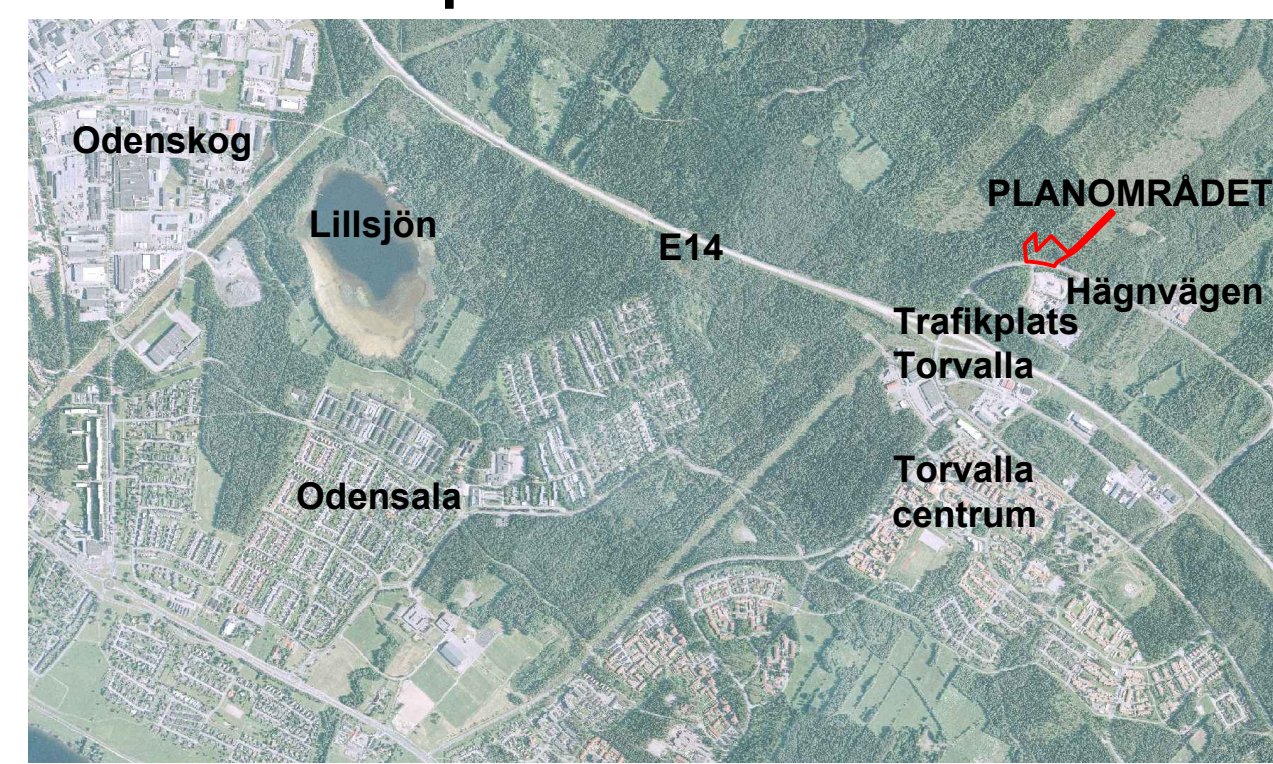 Odenskog
PLANOMRÅDET
Lillsjön
E14
Hägnvägen
Trafikplats
Torvalla
Torvalla
centrum
Odensala